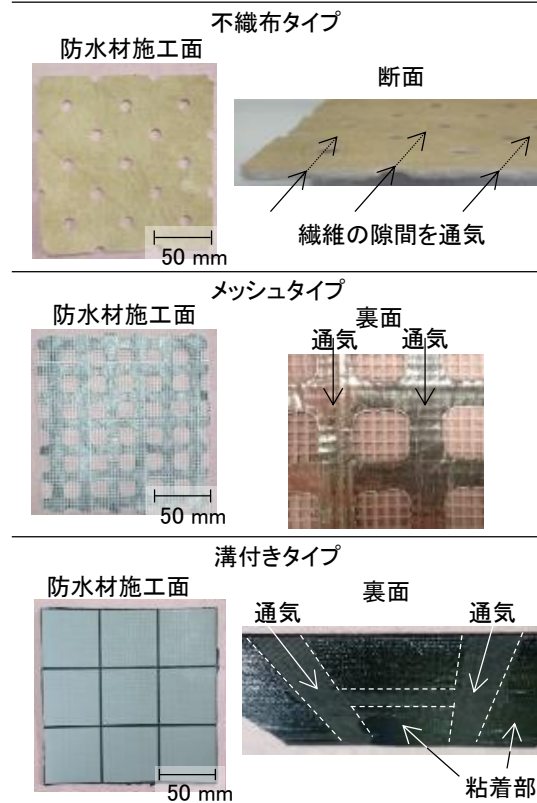 不織布タイプ
防水材施工面
断面
50 mm
繊維の隙間を通気
メッシュタイプ
防水材施工面
裏面
通気
通気
50 mm
溝付きタイプ
防水材施工面
裏面
通気
通気
50 mm
粘着部